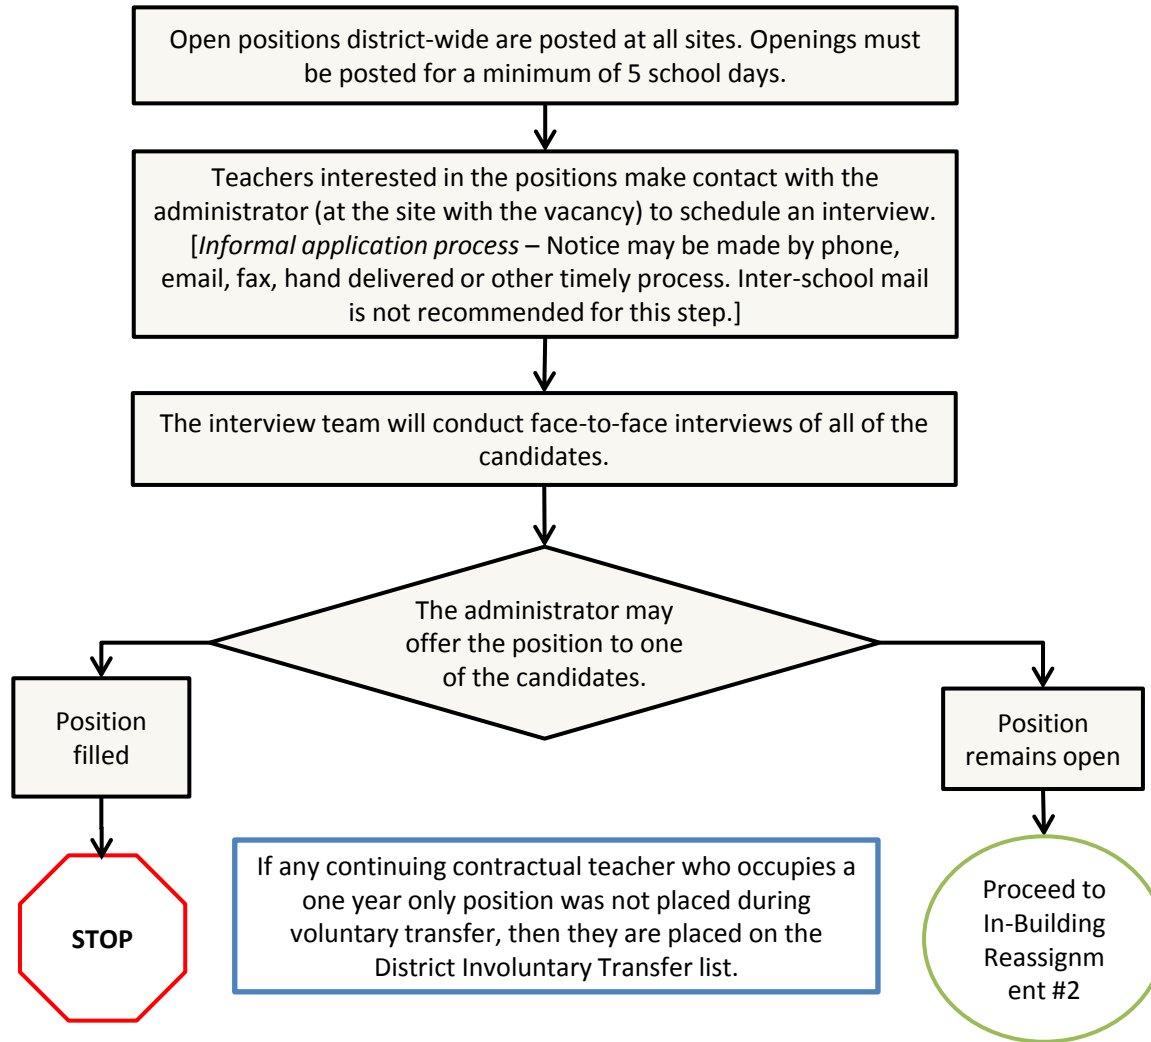 Open positions district-wide are posted at all sites. Openings must
be posted for a minimum of 5 school days.
Teachers interested in the positions make contact with the
administrator (at the site with the vacancy) to schedule an interview.
[Informal application process – Notice may be made by phone,
email, fax, hand delivered or other timely process. Inter-school mail
is not recommended for this step.]
The interview team will conduct face-to-face interviews of all of the
candidates.
The administrator may
offer the position to one
of the candidates.
Position
filled
Position
remains open
STOP
If any continuing contractual teacher who occupies a
one year only position was not placed during
voluntary transfer, then they are placed on the
District Involuntary Transfer list.
Proceed to
In-Building
Reassignm
ent #2